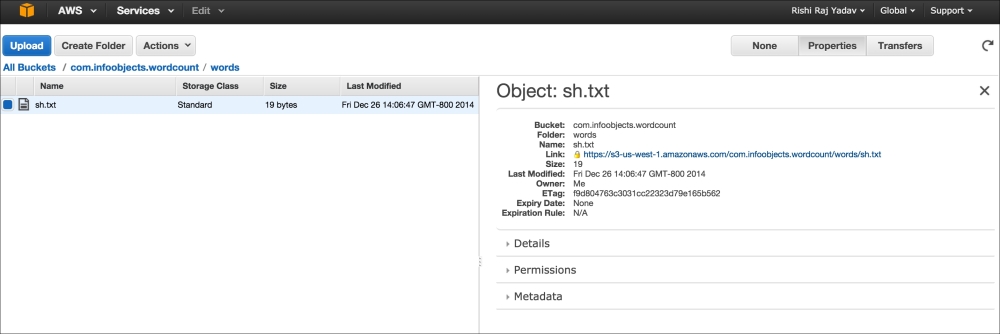 AWS Services Edit Rishi Raj Yadav Global Support
Upload Create Folder Actions None Properties Transfers
All Buckets / com.infoobjects.wordcount / words
Name Storage Class Size Last Modified
sh.txt Standard 19 bytes Fri Dec 26 14:06:47 GMT-800 2014
Object: sh.txt
Bucket: com.infoobjects.wordcount
Folder: words
Name: sh.txt
Link: https://s3-us-west-1.amazonaws.com/com.infoobjects.wordcount/words/sh.txt
Size: 19
Last Modified: Fri Dec 26 14:06:47 GMT-800 2014
Owner: Me
ETag: f9d804763c3031cc22323d79e165b562
Expiry Date: None
Expiration Rule: N/A
Details
Permissions
Metadata